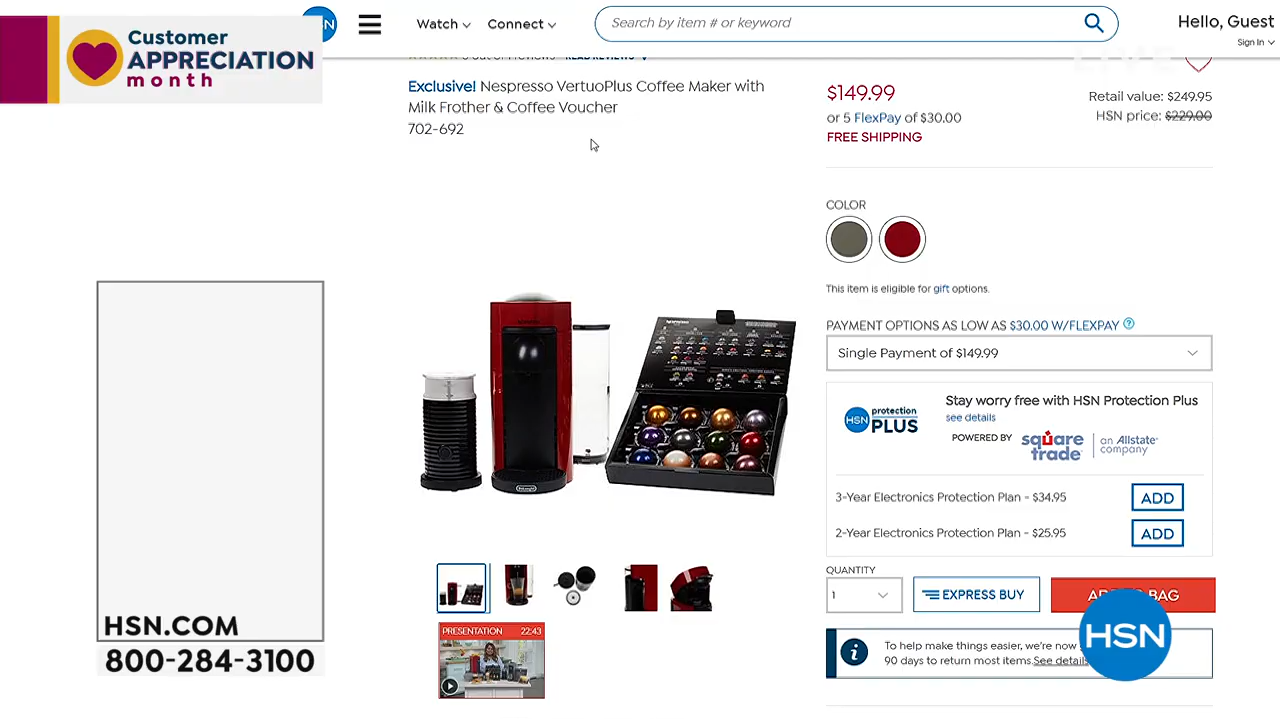 Customer
APPRECIATION
month
Watch
Connect
Search by item # or keyword
Hello, Guest
Sign In
LIVE
Exclusive! Nespresso VertuoPlus Coffee Maker with
Milk Frother & Coffee Voucher
702-692
$149.99
or 5 FlexPay of $30.00
FREE SHIPPING
Retail value: $249.95
HSN price: $229.00
COLOR
This item is eligible for gift options.
PAYMENT OPTIONS AS LOW AS $30.00 W/FLEXPAY
Single Payment of $149.99
HSN protection PLUS
Stay worry free with HSN Protection Plus
see details
POWERED BY square trade an Allstate company
3-Year Electronics Protection Plan - $34.95
ADD
2-Year Electronics Protection Plan - $25.95
ADD
QUANTITY
1
EXPRESS BUY
BAG
To help make things easier, we're now
90 days to return most items. See details
HSN
PRESENTATION 22:43
HSN.COM
800-284-3100